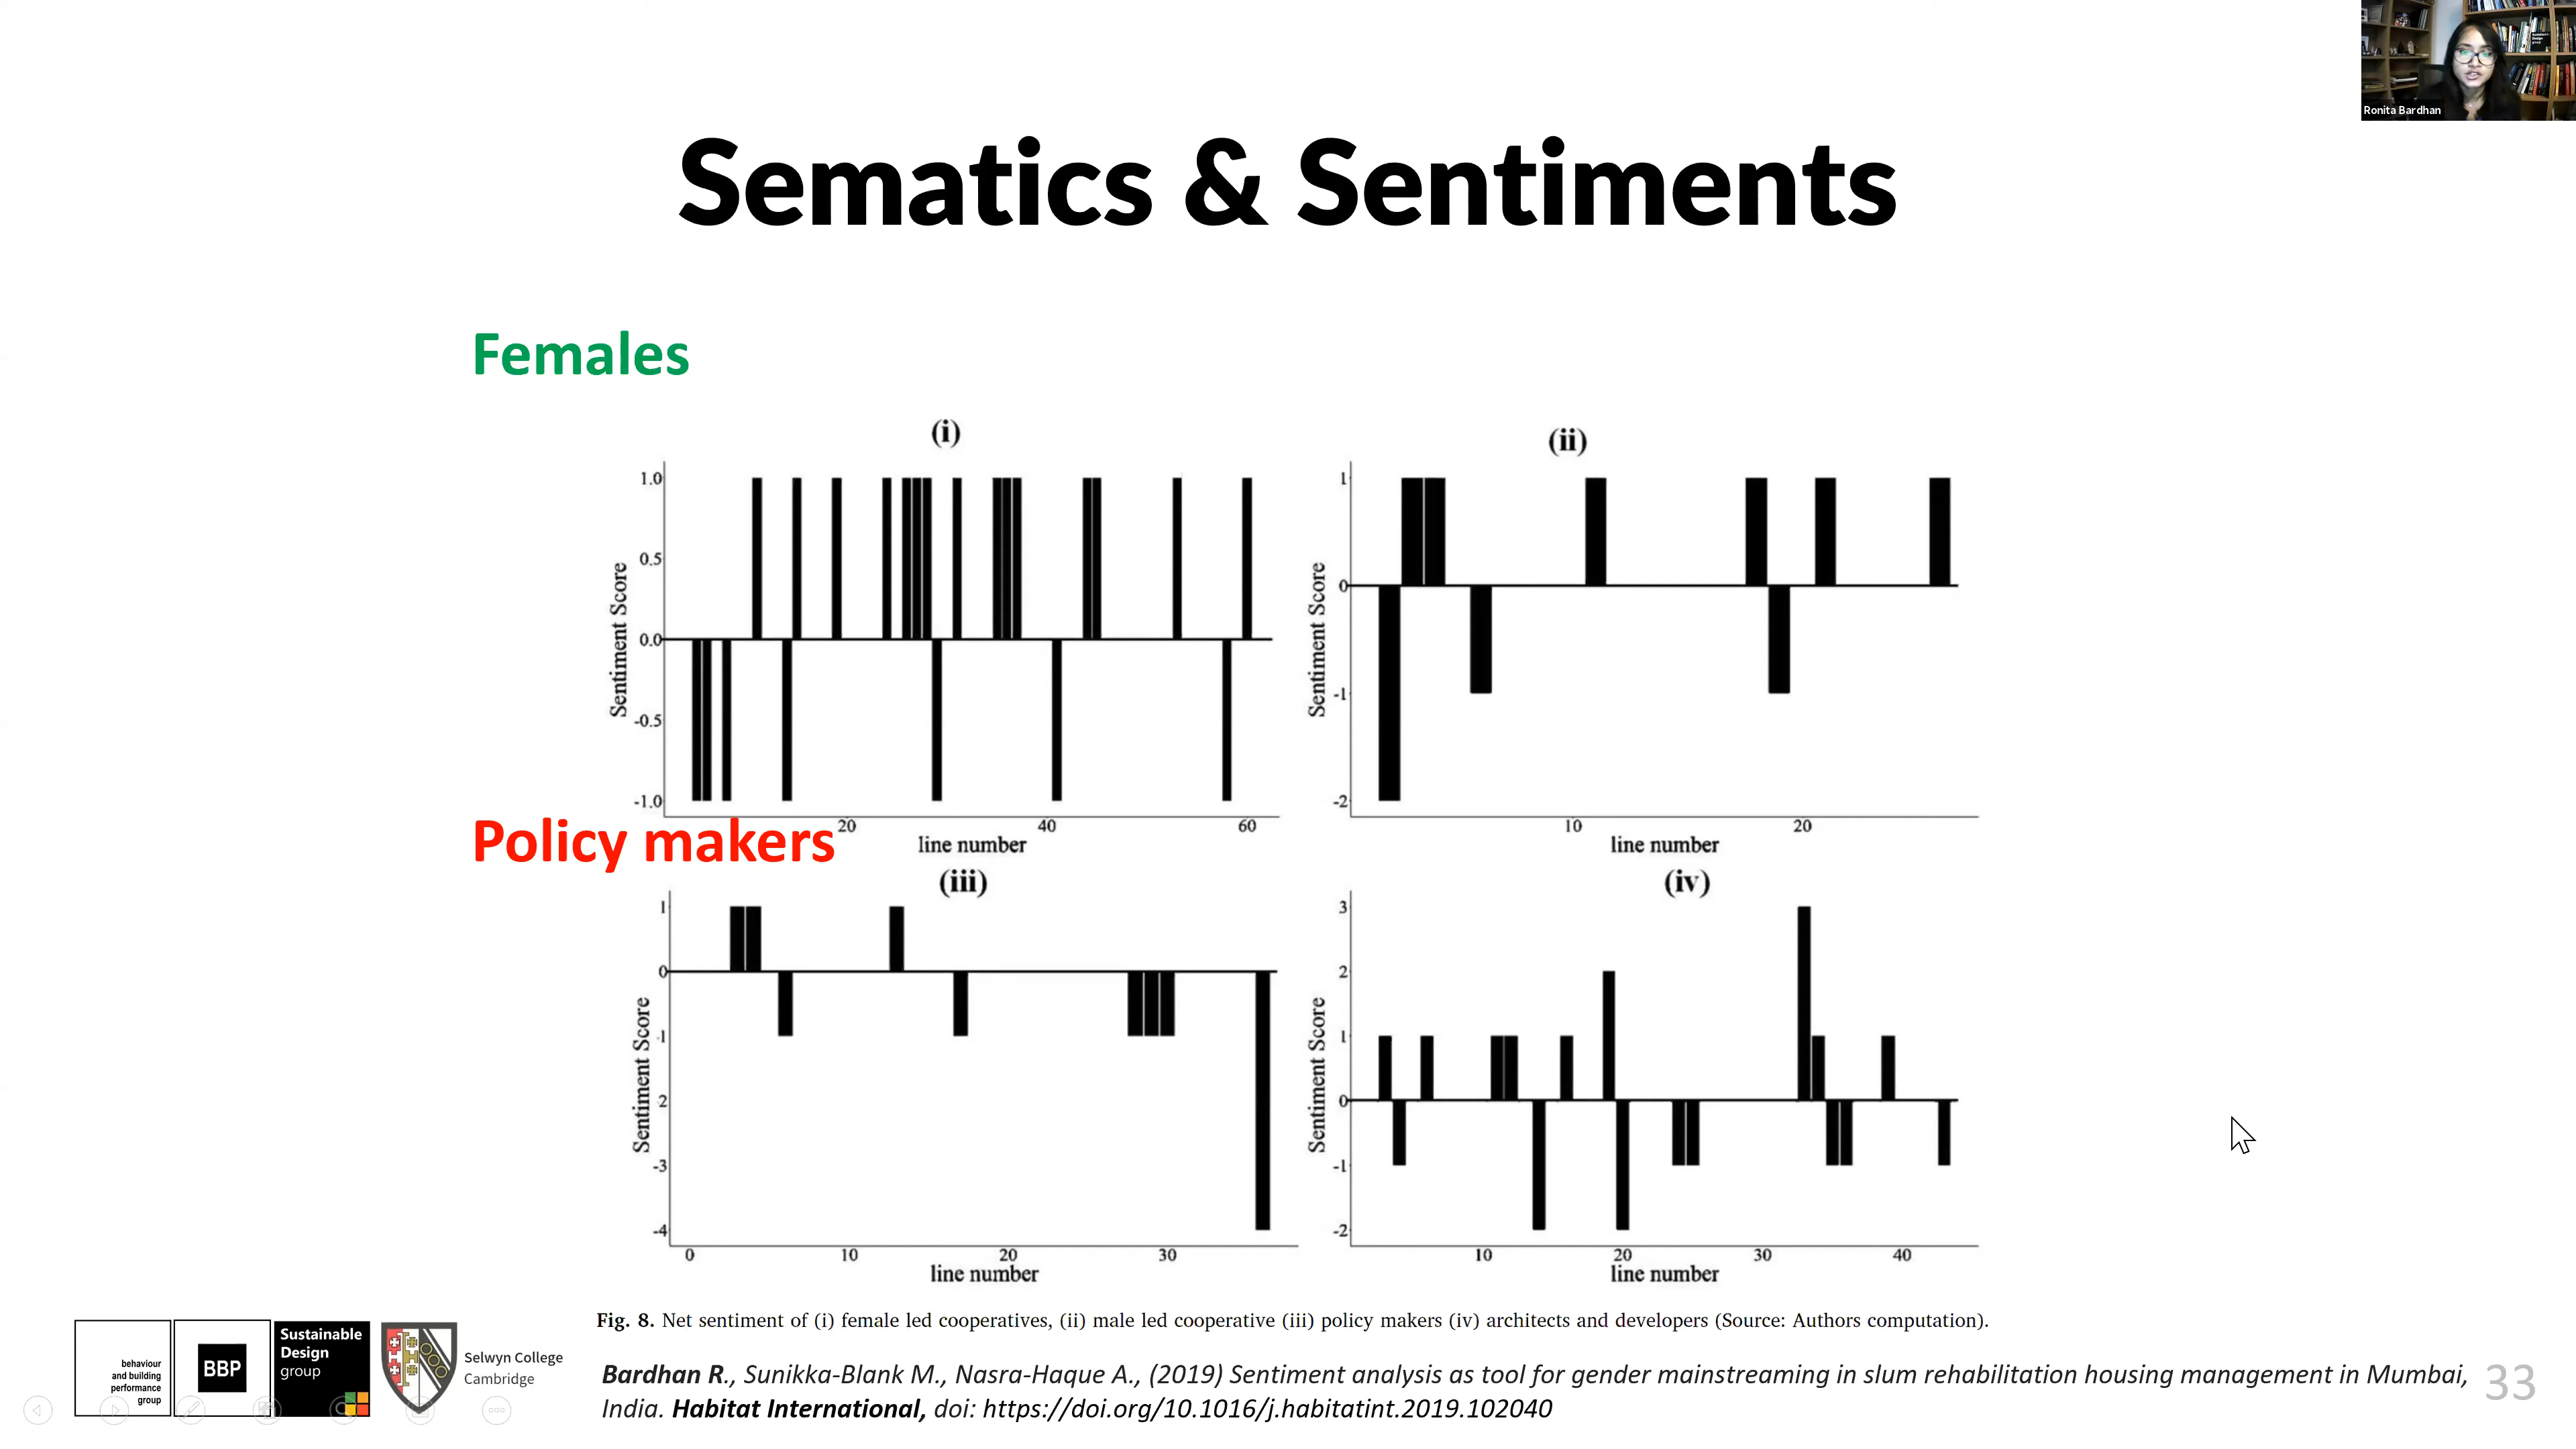 Ronita Bardhan
Sematics & Sentiments
Females
(i)
Sentiment Score
1.0
0.5
0.0
-0.5
-1.0
20
40
60
line number
(ii)
Sentiment Score
1
0
-1
-2
10
20
line number
Policy makers
(iii)
Sentiment Score
1
0
-1
2
-3
-4
0
10
20
30
line number
(iv)
Sentiment Score
3
2
1
0
-1
-2
10
20
30
40
line number
Fig. 8. Net sentiment of (i) female led cooperatives, (ii) male led cooperative (iii) policy makers (iv) architects and developers (Source: Authors computation).
behaviour
and building
performance
group
BBP
Sustainable
Design
group
Selwyn College
Cambridge
Bardhan R., Sunikka-Blank M., Nasra-Haque A., (2019) Sentiment analysis as tool for gender mainstreaming in slum rehabilitation housing management in Mumbai,
India. Habitat International, doi: https://doi.org/10.1016/j.habitatint.2019.102040
33